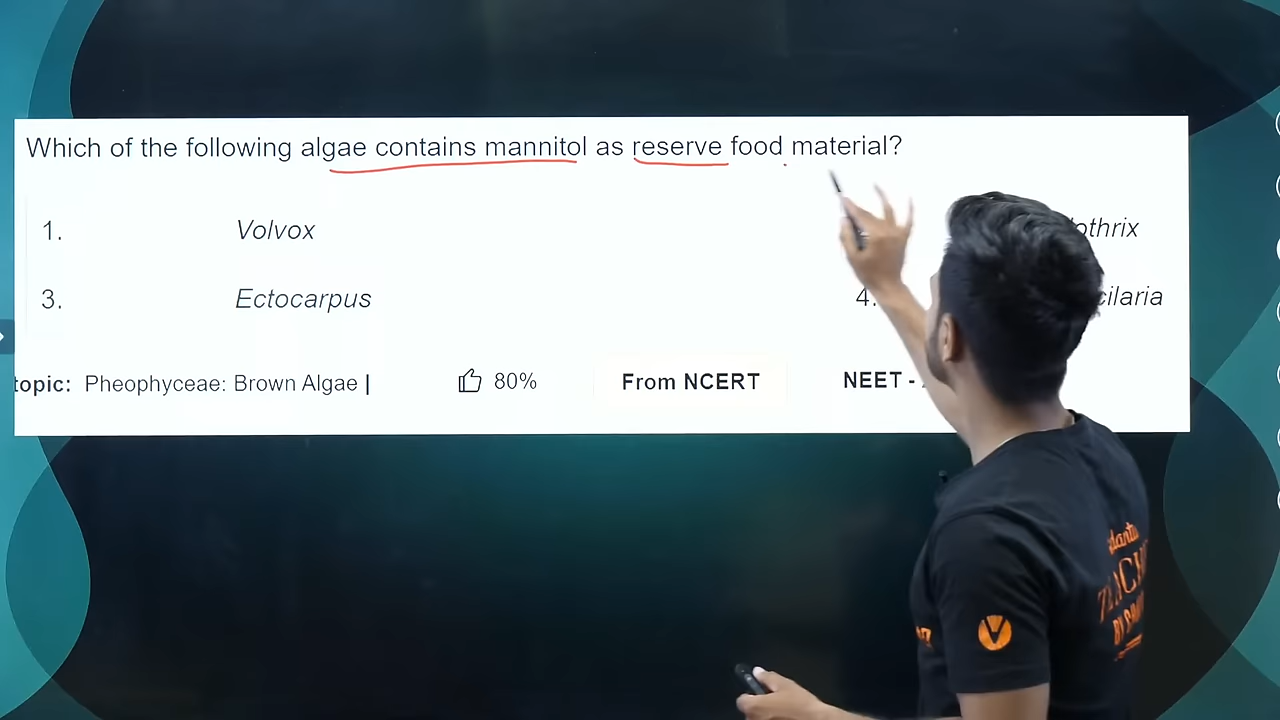 Which of the following algae contains mannitol as reserve food material?
1. Volvox
3. Ectocarpus 4.
topic: Pheophyceae: Brown Algae | 80% From NCERT NEET -